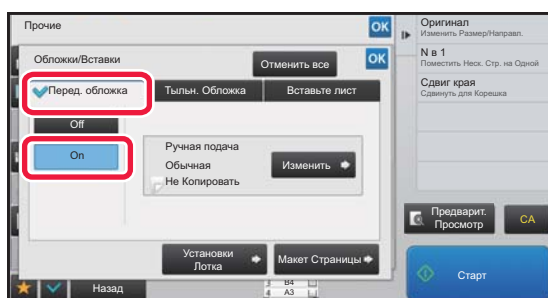 Прочие
OK
Обложки/Вставки
Отменить все
OK
Перед. обложка
Тыльн. Обложка
Вставьте лист
Off
On
Ручная подача
Обычная
Не Копировать
Изменить
Установки
Лотка
Макет Страницы
Назад
3 B4
4 A3
Оригинал
Изменить Размер/Направл.
N в 1
Поместить Неск. Стр. на Одной
Сдвиг края
Сдвинуть для Корешка
Предварит.
Просмотр
CA
Старт